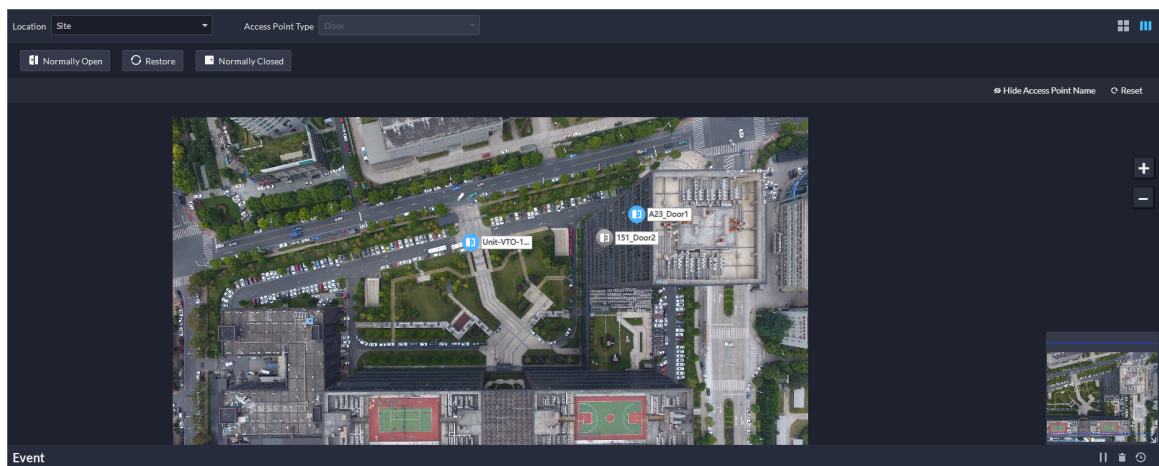 Location Site Access Point Type Door
Normally Open Restore Normally Closed
Hide Access Point Name Reset
A23_Door1
151_Door2
Unit-VTO-1...
Event